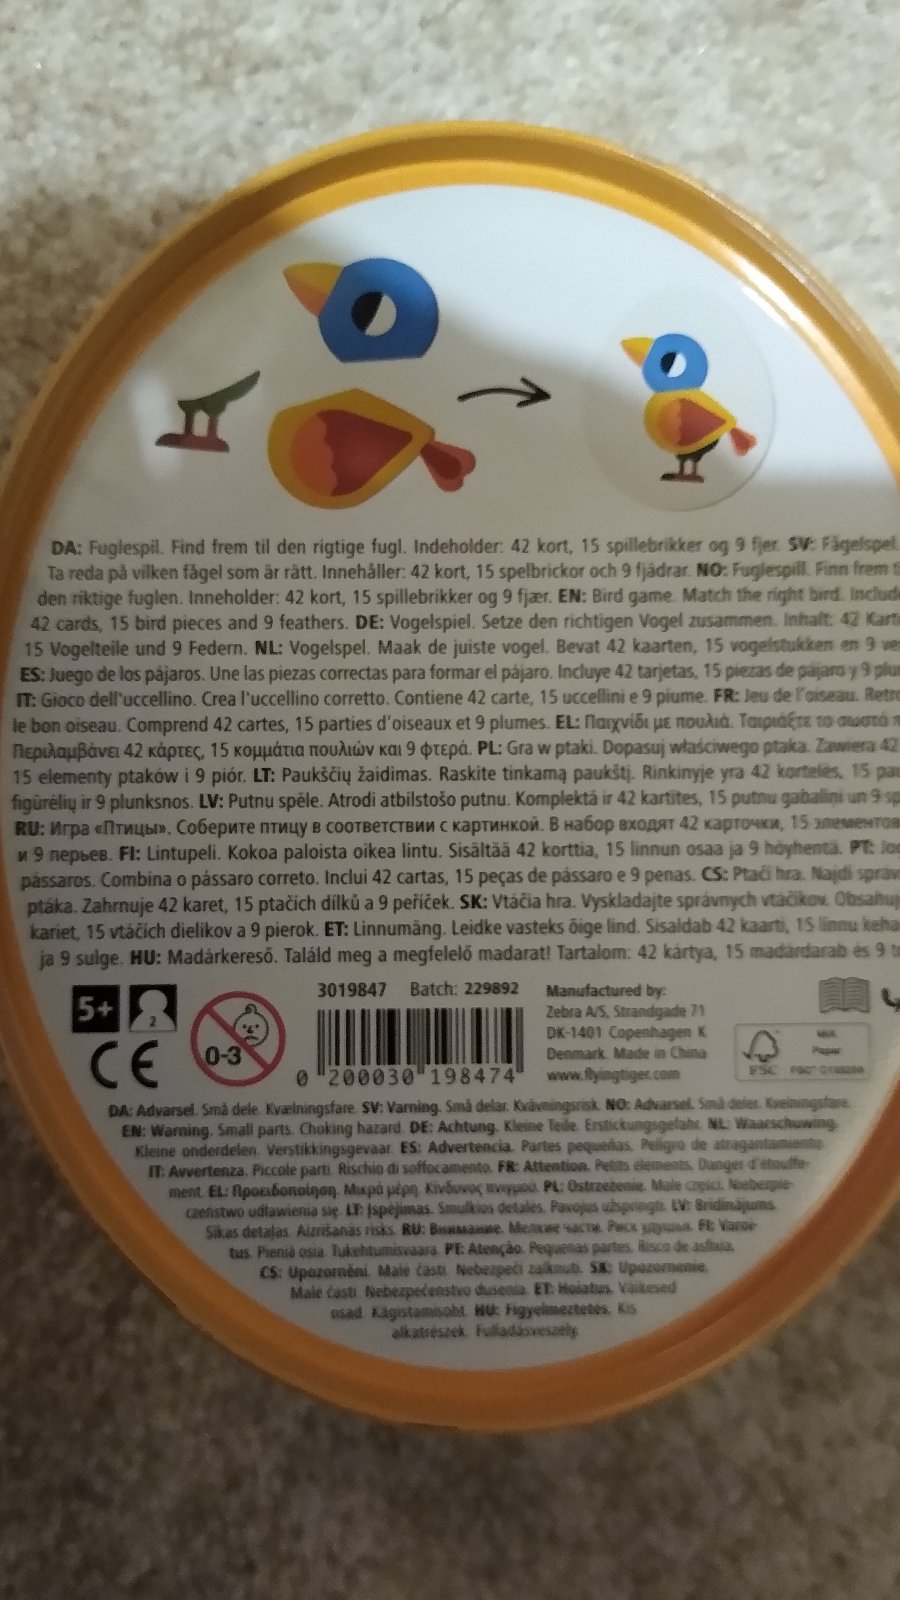 DA: Fuglespil. Find frem til den rigtige fugl. Indeholder: 42 kort, 15 spillebrikker og 9 fjer. SV: Fågelspel.
Ta reda på vilken fågel som är rätt. Innehåller: 42 kort, 15 spelbrickor och 9 fjädrar. NO: Fuglespill. Finn frem
den riktige fuglen. Inneholder: 42 kort, 15 spillebrikker og 9 fjær. EN: Bird game. Match the right bird.
42 cards, 15 bird pieces and 9 feathers. DE: Vogelspiel. Setze den richtigen Vogel zusammen. Inhalt: 42
15 Vogelteile und 9 Federn. NL: Vogelspel. Maak de juiste vogel. Bevat 42 kaarten, 15 vogelstukken en 9
ES: Juego de los pájaros. Une las piezas correctas para formar el pájaro. Incluye 42 tarjetas, 15 piezas de pájaro y 9
IT: Gioco dell'uccellino. Crea l'uccellino corretto. Contiene 42 carte, 15 uccellini e 9 piume. FR: Jeu de l'oiseau.
le bon oiseau. Comprend 42 cartes, 15 parties d'oiseaux et 9 plumes. EL: Παιχνίδι με πουλιά. Ταιριάξτε το σωστό
Περιλαμβάνει 42 κάρτες, 15 κομμάτια πουλιών και 9 φτερά. PL: Gra w ptaki. Dopasuj właściwego ptaka. Zawiera 42
15 elementy ptaków i 9 piór. LT: Paukščių žaidimas. Raskite tinkamą paukštį. Rinkinyje yra 42 kortelės, 15
figūrėlių ir 9 plunksnos. LV: Putnu spēle. Atrodi atbilstošo putnu. Komplektā ir 42 kartītes, 15 putnu gabaliņi un 9
RU: Игра «Птицы». Соберите птицу в соответствии с картинкой. В набор входят 42 карточки, 15 элементов
и 9 перьев. FI: Lintupeli. Kokoa paloista oikea lintu. Sisältää 42 korttia, 15 linnun osaa ja 9 höyhentä. PT:
pássaros. Combina o pássaro correto. Inclui 42 cartas, 15 peças de pássaro e 9 penas. CS: Ptačí hra. Najdi
ptáka. Zahrnuje 42 karet, 15 ptačích dílků a 9 peříček. SK: Vtáčia hra. Vyskladajte správnych vtáčikov.
kariet, 15 vtáčích dielikov a 9 pierok. ET: Linnumäng. Leidke vasteks õige lind. Sisaldab 42 kaarti, 15 linnu
ja 9 sulge. HU: Madárkereső. Találd meg a megfelelő madarat! Tartalom: 42 kártya, 15 madárdarab és 9
5+
2
0-3
CE
3019847 Batch: 229892
0 200030 198474
Manufactured by:
Zebra A/S, Strandgade 71
DK-1401 Copenhagen K
Denmark. Made in China
www.flyingtiger.com
FSC
DA: Advarsel. Små dele. Kvælningsfare. SV: Varning. Små delar. Kvävningsrisk. NO: Advarsel. Små deler. Kvelningsfare.
EN: Warning. Small parts. Choking hazard. DE: Achtung. Kleine Teile. Erstickungsgefahr. NL: Waarschuwing.
Kleine onderdelen. Verstikkingsgevaar. ES: Advertencia. Partes pequeñas. Peligro de atragantamiento.
IT: Avvertenza. Piccole parti. Rischio di soffocamento. FR: Attention. Petits éléments. Danger d'étouffe-
ment. EL: Προειδοποίηση. Μικρά μέρη. Κίνδυνος πνιγμού. PL: Ostrzeżenie. Małe części. Niebezpie-
czeństwo udławienia się. LT: Įspėjimas. Smulkios detalės. Pavojus užspringti. LV: Brīdinājums.
Sīkas detaļas. Aizrīšanās risks. RU: Внимание. Мелкие части. Риск удушья. FI: Varoi-
tus. Pieniä osia. Tukehtumisvaara. PT: Atenção. Pequenas partes. Risco de asfixia.
CS: Upozornění. Malé části. Nebezpečí zalknutí. SK: Upozornenie.
Malé časti. Nebezpečenstvo dusenia. ET: Hoiatus. Väikesed
osad. Kägistamisoht. HU: Figyelmeztetés. Kis
alkatrészek. Fulladásveszély.